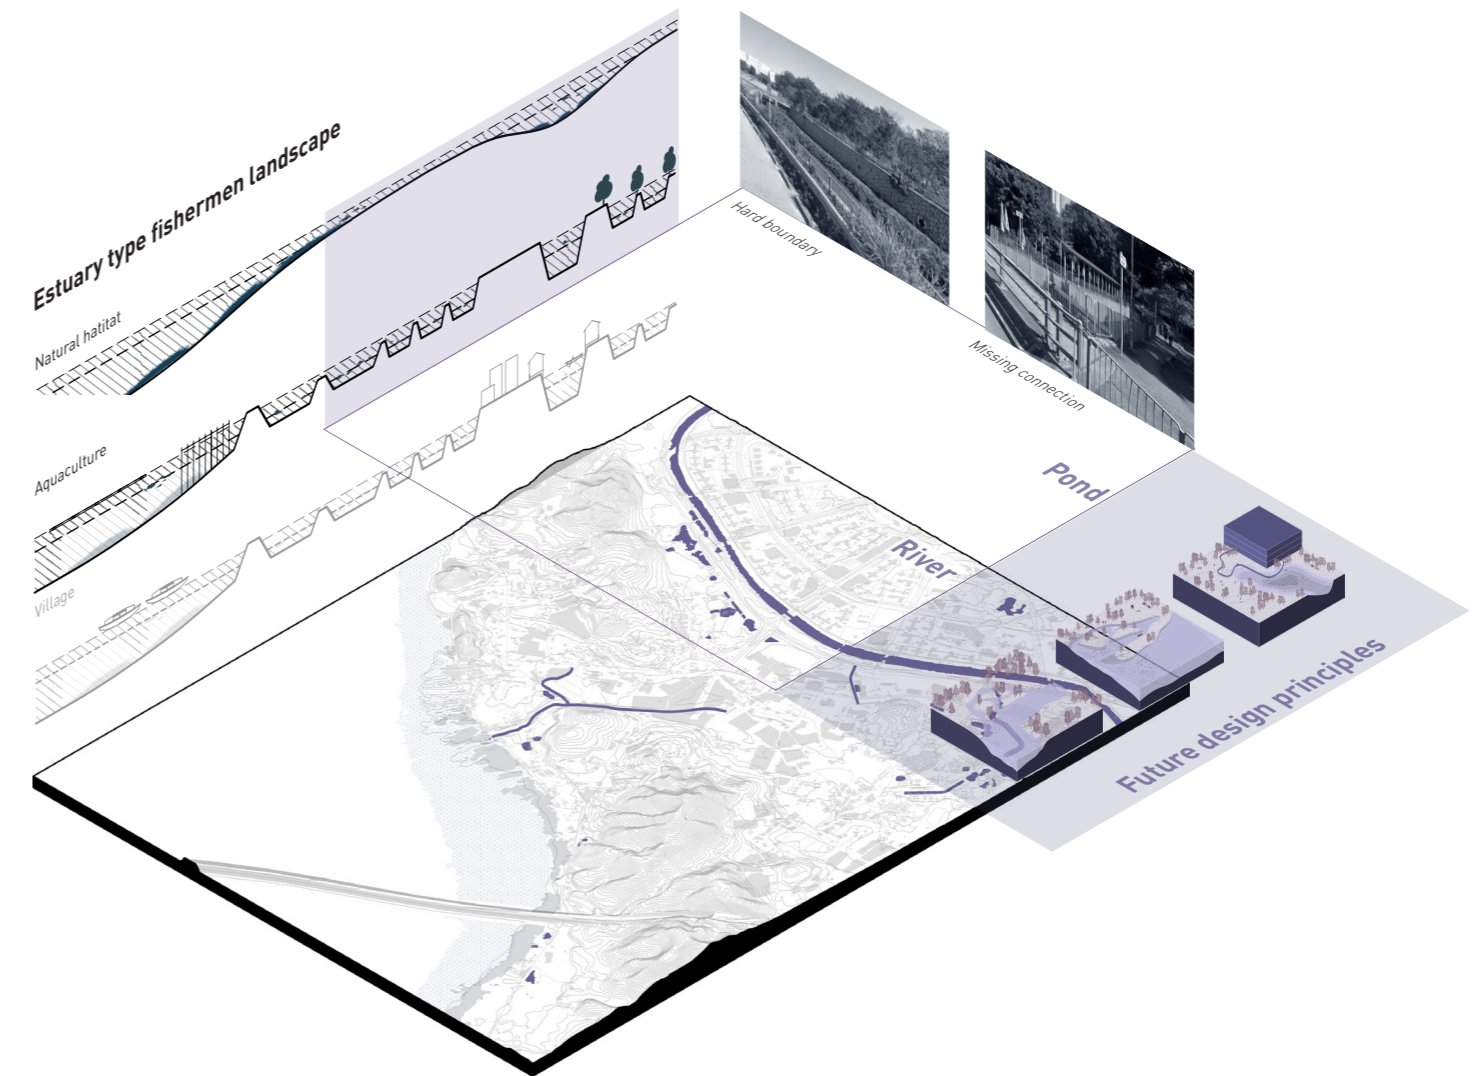 Estuary type fishermen landscape
Natural hatitat
Aquaculture
Village
Hard boundary
Missing connection
Pond
River
Future design principles